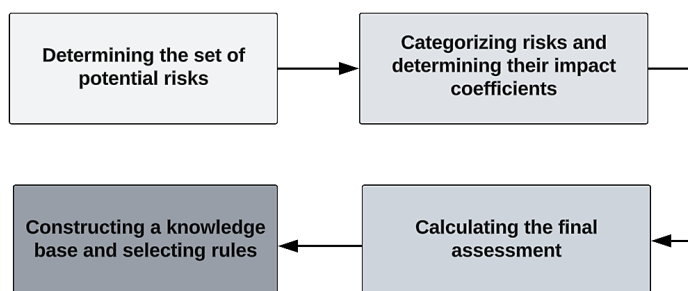 Determining the set of
potential risks
Categorizing risks and
determining their impact
coefficients
Constructing a knowledge
base and selecting rules
Calculating the final
assessment